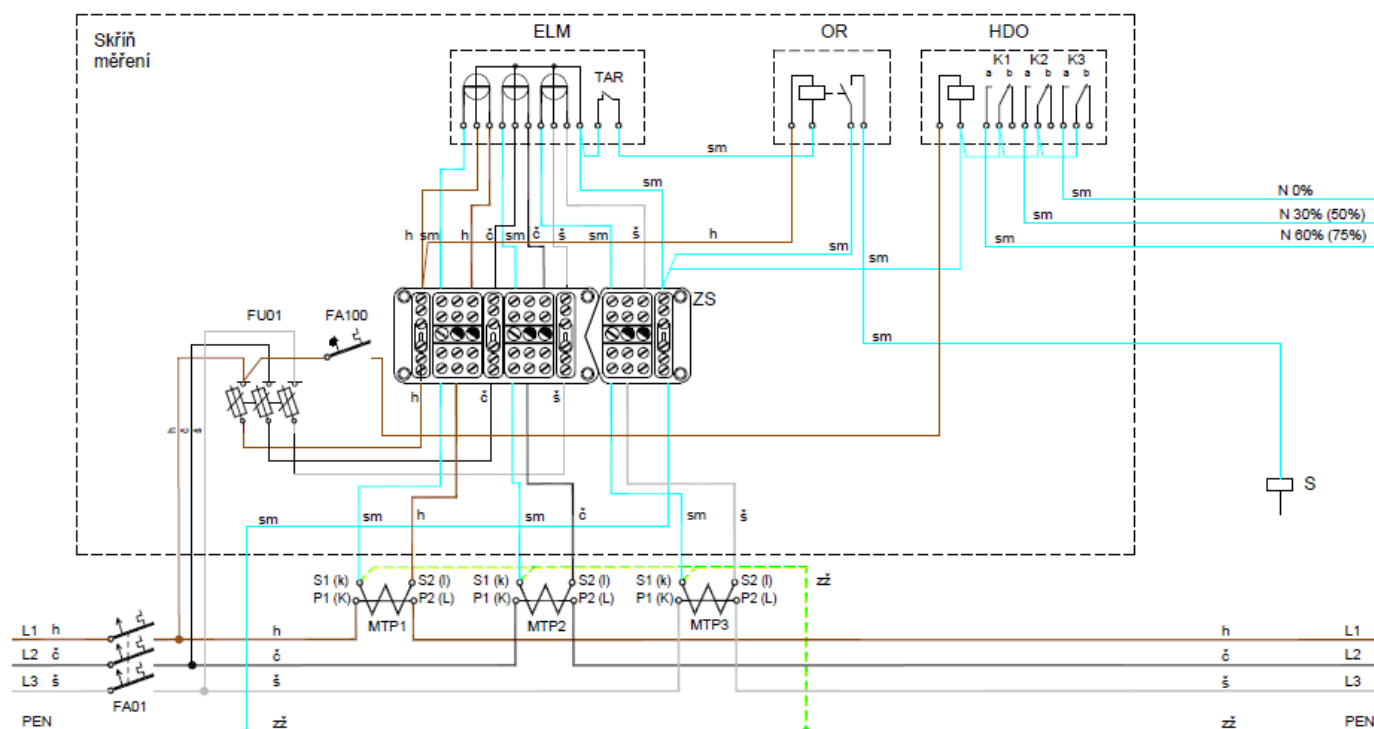 Skříň
měření
ELM
OR
HDO
TAR
K1 K2 K3
a b a b a b
sm
sm
sm
N 0%
sm
N 30% (50%)
sm
N 60% (75%)
h sm h č sm č š sm š
h
sm
sm
ZS
FU01
FA100
sm
h č š
h č š
S
sm
sm
h
sm
č
sm
š
zž
S1 (k)
S2 (l)
S1 (k)
S2 (l)
S1 (k)
S2 (l)
P1 (K)
P2 (L)
P1 (K)
P2 (L)
P1 (K)
P2 (L)
MTP1
MTP2
MTP3
L1 h
h
h
L1
L2 č
č
č
L2
L3 š
š
š
L3
FA01
PEN
zž
zž
PEN